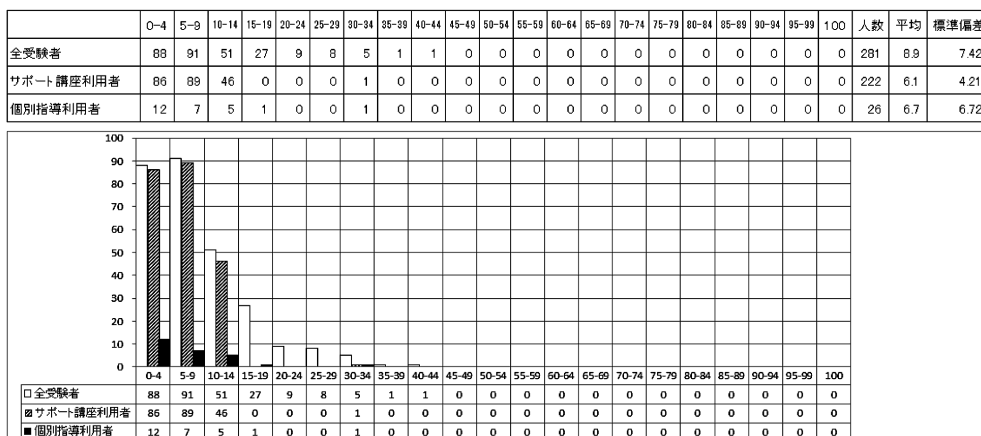 0-4 5-9 10-14 15-19 20-24 25-29 30-34 35-39 40-44 45-49 50-54 55-59 60-64 65-69 70-74 75-79 80-84 85-89 90-94 95-99 100 人数 平均 標準偏差
全受験者 88 91 51 27 9 8 5 1 1 0 0 0 0 0 0 0 0 0 0 0 0 281 8.9 7.42
サポート講座利用者 86 89 46 0 0 0 1 0 0 0 0 0 0 0 0 0 0 0 0 0 0 222 6.1 4.21
個別指導利用者 12 7 5 1 0 0 1 0 0 0 0 0 0 0 0 0 0 0 0 0 0 26 6.7 6.72
100
90
80
70
60
50
40
30
20
10
0
0-4 5-9 10-14 15-19 20-24 25-29 30-34 35-39 40-44 45-49 50-54 55-59 60-64 65-69 70-74 75-79 80-84 85-89 90-94 95-99 100
全受験者 88 91 51 27 9 8 5 1 1 0 0 0 0 0 0 0 0 0 0 0 0
サポート講座利用者 86 89 46 0 0 0 1 0 0 0 0 0 0 0 0 0 0 0 0 0 0
個別指導利用者 12 7 5 1 0 0 1 0 0 0 0 0 0 0 0 0 0 0 0 0 0